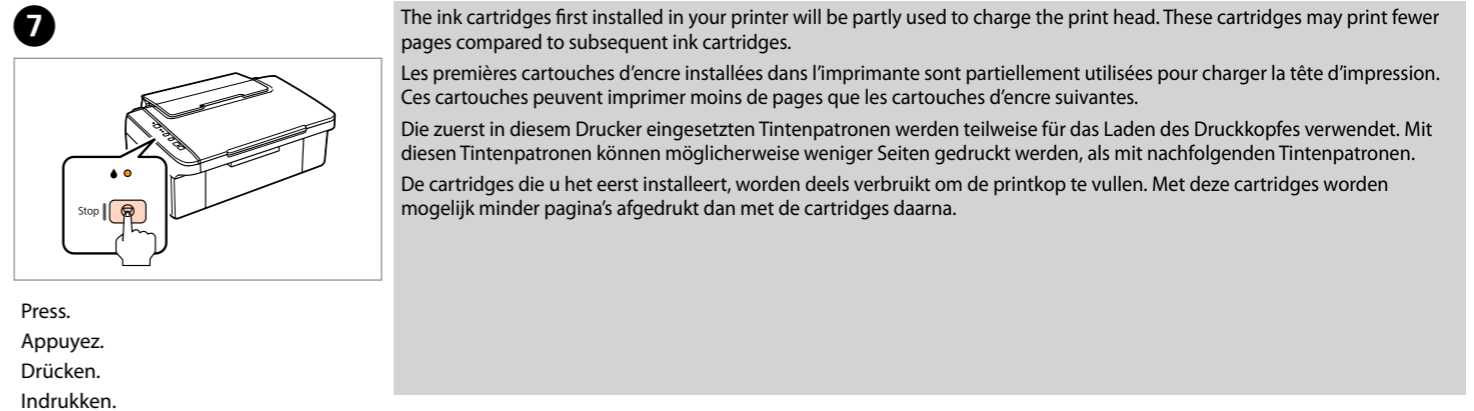 7
Stop
Press.
Appuyez.
Drücken.
Indrukken.
The ink cartridges first installed in your printer will be partly used to charge the print head. These cartridges may print fewer
pages compared to subsequent ink cartridges.
Les premières cartouches d’encre installées dans l’imprimante sont partiellement utilisées pour charger la tête d’impression.
Ces cartouches peuvent imprimer moins de pages que les cartouches d’encre suivantes.
Die zuerst in diesem Drucker eingesetzten Tintenpatronen werden teilweise für das Laden des Druckkopfes verwendet. Mit
diesen Tintenpatronen können möglicherweise weniger Seiten gedruckt werden, als mit nachfolgenden Tintenpatronen.
De cartridges die u het eerst installeert, worden deels verbruikt om de printkop te vullen. Met deze cartridges worden
mogelijk minder pagina’s afgedrukt dan met de cartridges daarna.